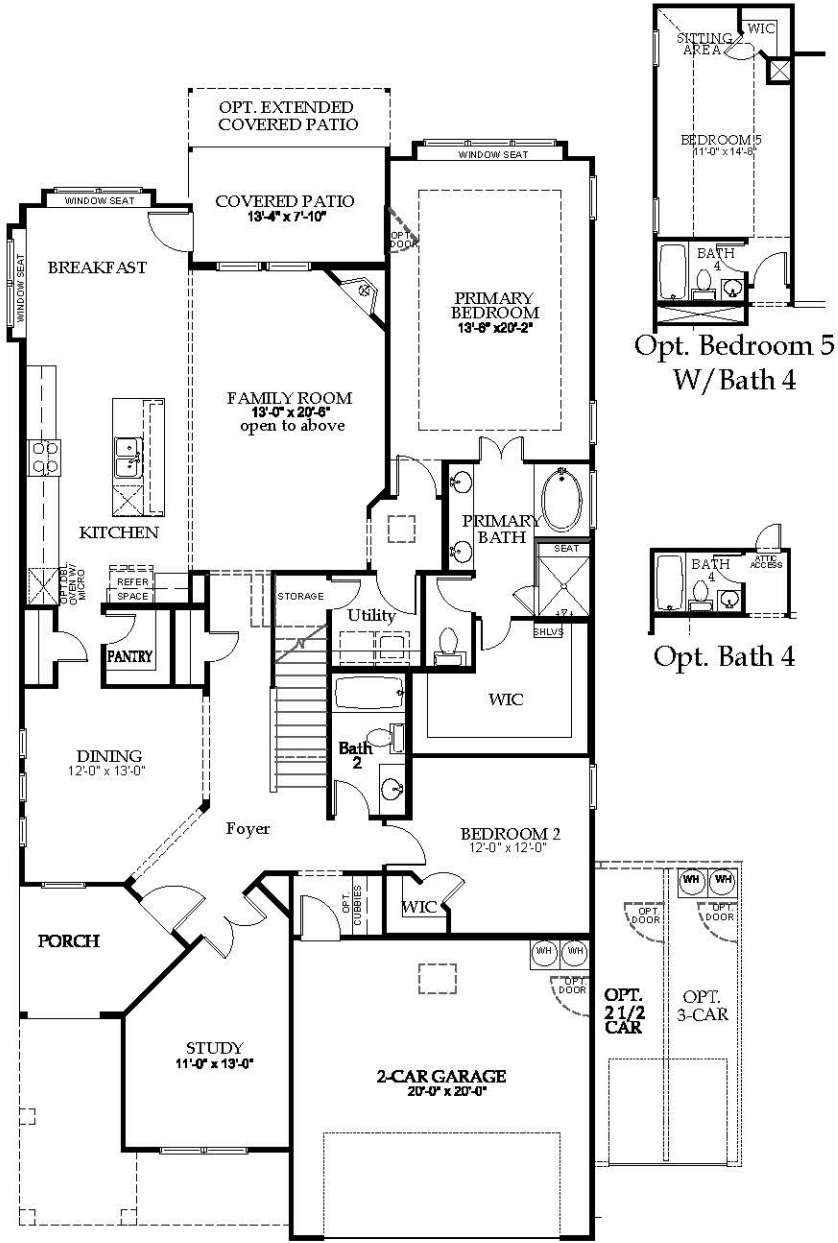 OPT. EXTENDED
COVERED PATIO
COVERED PATIO
13'-4" x 7'-10"
WINDOW SEAT
WINDOW SEAT
WINDOW SEAT
BREAKFAST
OPT.
DOOR
PRIMARY
BEDROOM
13'-6"x20'-2"
FAMILY ROOM
13'-0" x 20'-6"
open to above
KITCHEN
OPT.DBL
OVEN W/
MICRO
REFER
SPACE
PRIMARY
BATH
SEAT
STORAGE
Utility
PANTRY
SHLVS
WIC
DINING
12'-0" x 13'-0"
Bath
2
Foyer
BEDROOM 2
12'-0" x 12'-0"
WIC
OPT.
CUBBIES
PORCH
STUDY
11'-0" x 13'-0"
WH
WH
OPT
DOOR
2-CAR GARAGE
20'-0" x 20'-0"
WH
WH
OPT
DOOR
OPT
DOOR
OPT.
2 1/2
CAR
OPT.
3-CAR
SITTING
AREA
WIC
BEDROOM 5
11'-0" x 14'-8"
BATH
4
Opt. Bedroom 5
W/Bath 4
BATH
4
ATTIC
ACCESS
Opt. Bath 4